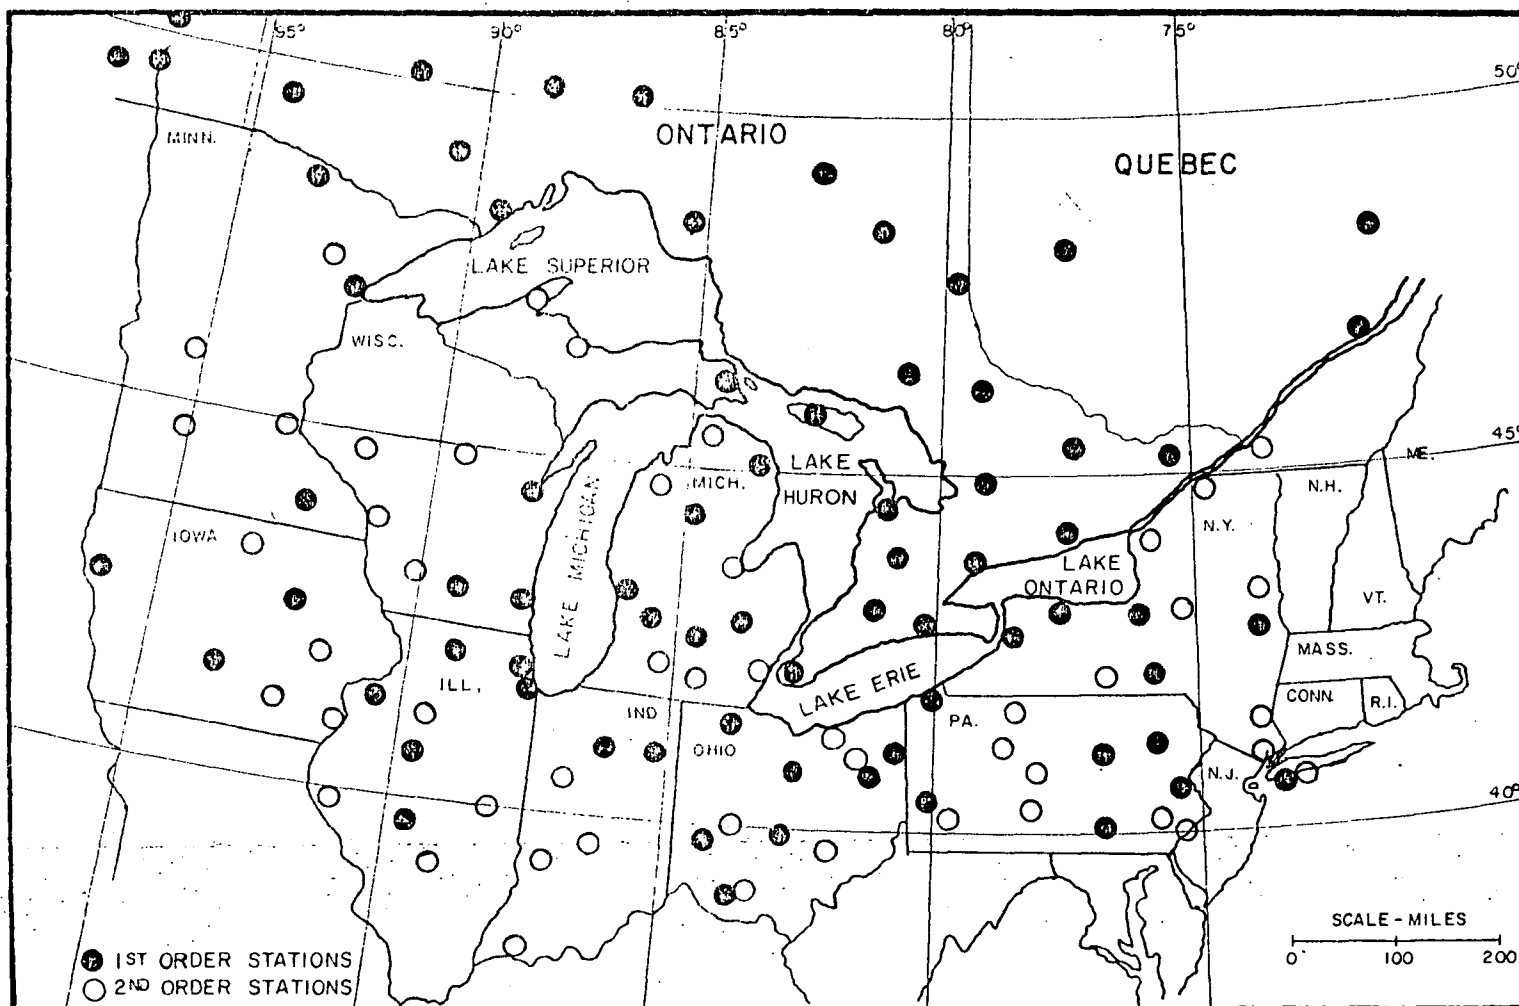 95°
90°
85°
80°
75°
50°
MINN.
ONTARIO
QUEBEC
LAKE SUPERIOR
WISC.
45°
ME.
LAKE
HURON
MICH.
N.H.
IOWA
LAKE MICHIGAN
N.Y.
LAKE
ONTARIO
VT.
MASS.
ILL.
LAKE ERIE
CONN.
R.I.
IND
PA.
OHIO
N.J.
40°
SCALE-MILES
0 100 200
1ST ORDER STATIONS
2ND ORDER STATIONS